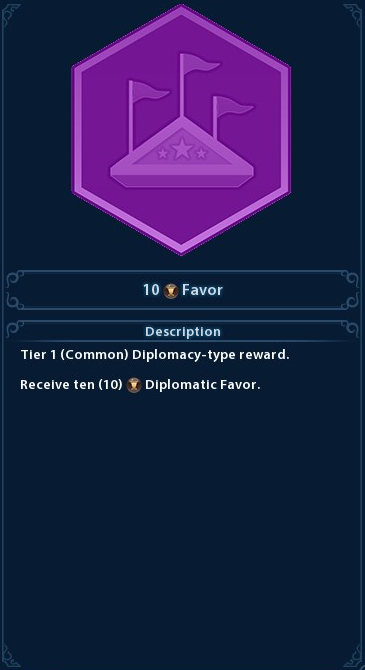 10 Favor
Description
Tier 1 (Common) Diplomacy-type reward.
Receive ten (10) Diplomatic Favor.